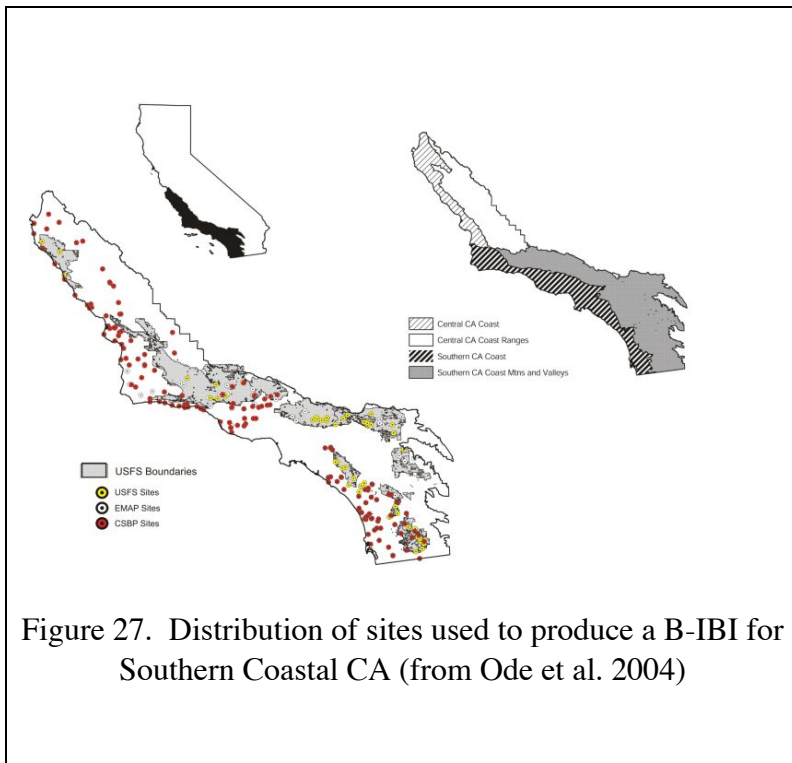 Central CA Coast
Central CA Coast Ranges
Southern CA Coast
Southern CA Coast Mtns and Valleys
USFS Boundaries
USFS Sites
EMAP Sites
CSBP Sites
Figure 27.  Distribution of sites used to produce a B-IBI for
Southern Coastal CA (from Ode et al. 2004)